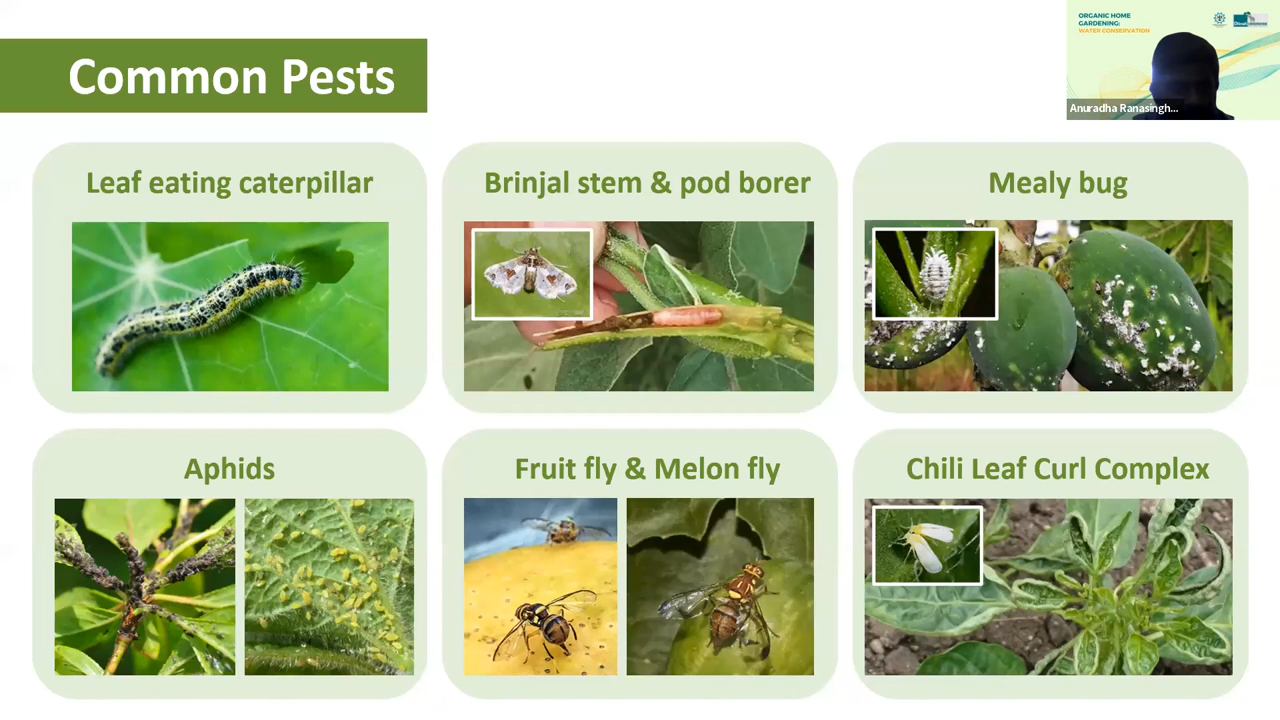 Common Pests
ORGANIC HOME
GARDENING:
WATER CONSERVATION
Anuradha Ranasingh...
Leaf eating caterpillar
Brinjal stem & pod borer
Mealy bug
Aphids
Fruit fly & Melon fly
Chili Leaf Curl Complex